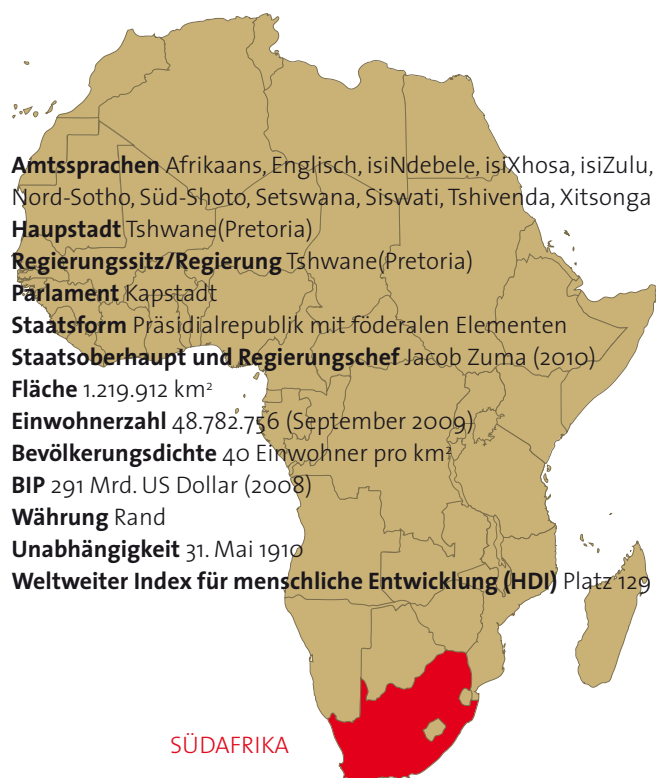 Amtssprachen Afrikaans, Englisch, isiNdebele, isiXhosa, isiZulu,
Nord-Sotho, Süd-Shoto, Setswana, Siswati, Tshivenda, Xitsonga
Haupstadt Tshwane(Pretoria)
Regierungssitz/Regierung Tshwane(Pretoria)
Parlament Kapstadt
Staatsform Präsidialrepublik mit föderalen Elementen
Staatsoberhaupt und Regierungschef Jacob Zuma (2010)
Fläche 1.219.912 km²
Einwohnerzahl 48.782.756 (September 2009)
Bevölkerungsdichte 40 Einwohner pro km²
BIP 291 Mrd. US Dollar (2008)
Währung Rand
Unabhängigkeit 31. Mai 1910
Weltweiter Index für menschliche Entwicklung (HDI) Platz 129
SÜDAFRIKA